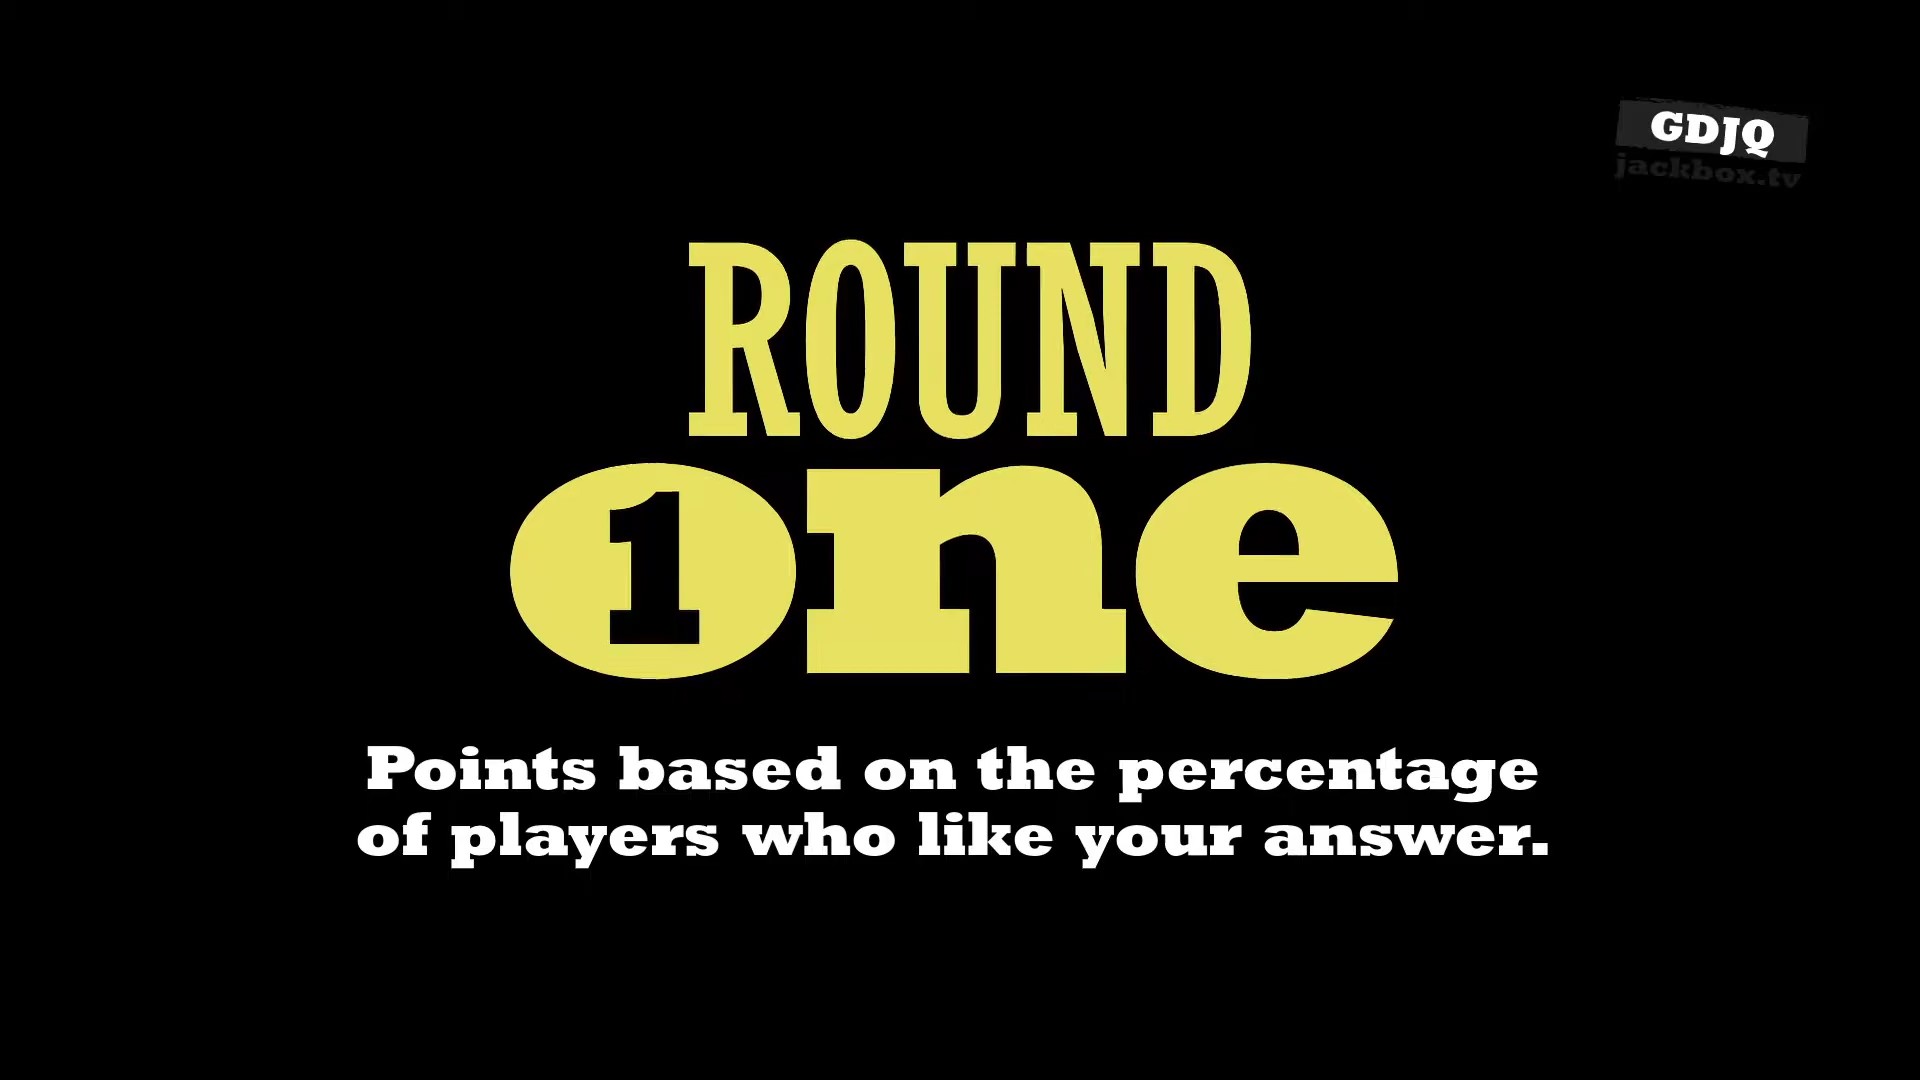 GDJQ
jackbox.tv
ROUND
1ne
Points based on the percentage
of players who like your answer.